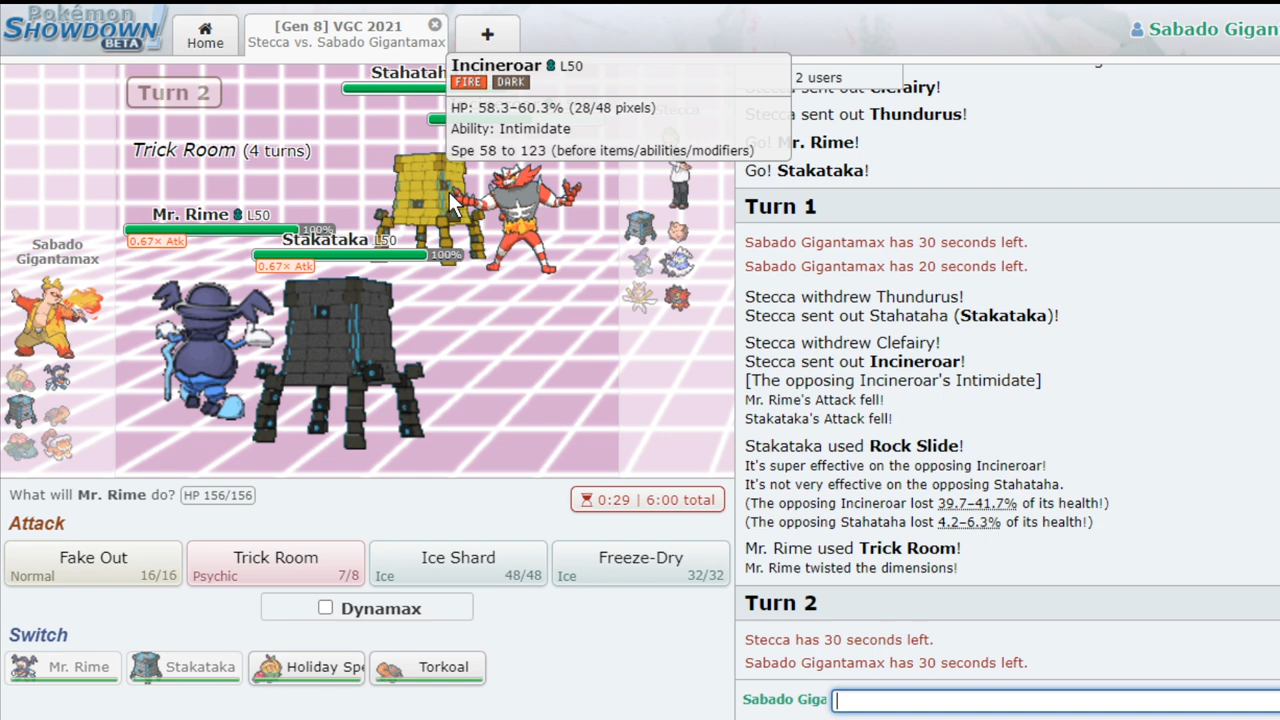 Pokémon
SHOWDOWN!
BETA
Home
[Gen 8] VGC 2021
Stecca vs. Sabado Gigantamax
+
Sabado Gigan
Incineroar L50
FIRE DARK
HP: 58.3–60.3% (28/48 pixels)
Ability: Intimidate
Spe 58 to 123 (before items/abilities/modifiers)
2 users
Turn 2
Stahatah
Stecca
Trick Room (4 turns)
Mr. Rime L50
100%
0.67× Atk
Stakataka L50
100%
0.67× Atk
Sabado
Gigantamax
Stecca sent out Clefairy!
Stecca sent out Thundurus!
Go! Mr. Rime!
Go! Stakataka!
Turn 1
Sabado Gigantamax has 30 seconds left.
Sabado Gigantamax has 20 seconds left.
Stecca withdrew Thundurus!
Stecca sent out Stahataha (Stakataka)!
Stecca withdrew Clefairy!
Stecca sent out Incineroar!
[The opposing Incineroar's Intimidate]
Mr. Rime's Attack fell!
Stakataka's Attack fell!
Stakataka used Rock Slide!
It's super effective on the opposing Incineroar!
It's not very effective on the opposing Stahataha.
(The opposing Incineroar lost 39.7–41.7% of its health!)
(The opposing Stahataha lost 4.2–6.3% of its health!)
Mr. Rime used Trick Room!
Mr. Rime twisted the dimensions!
Turn 2
Stecca has 30 seconds left.
Sabado Gigantamax has 30 seconds left.
Sabado Giga
What will Mr. Rime do? HP 156/156
0:29 | 6:00 total
Attack
Fake Out
Normal 16/16
Trick Room
Psychic 7/8
Ice Shard
Ice 48/48
Freeze-Dry
Ice 32/32
Dynamax
Switch
Mr. Rime
Stakataka
Holiday Spe
Torkoal